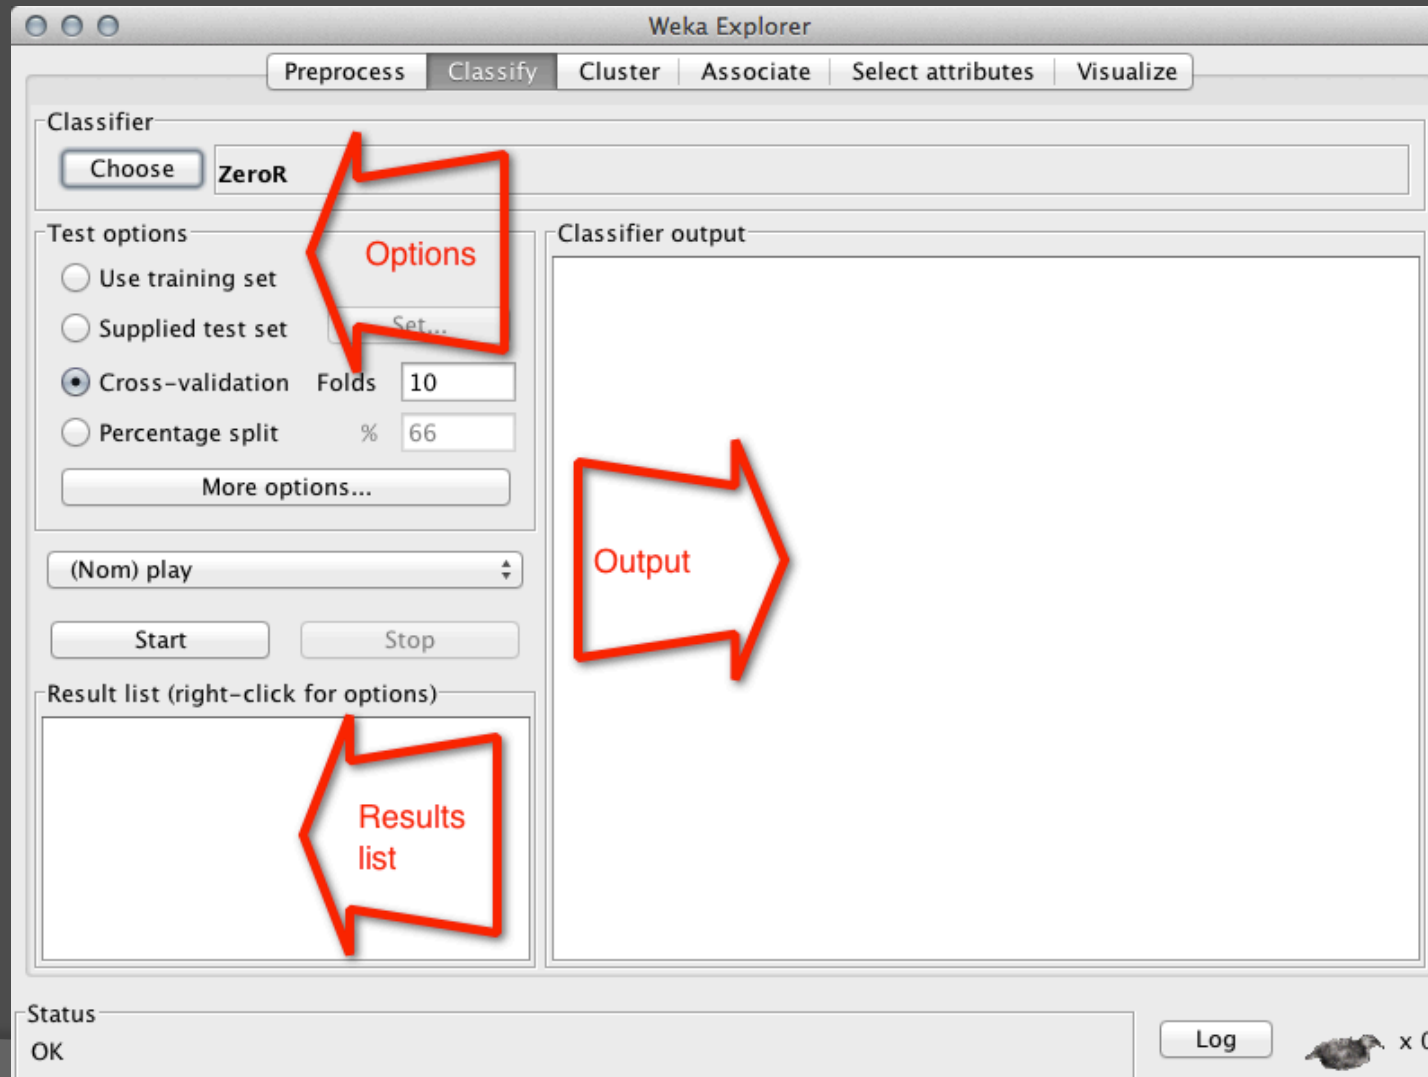 Weka Explorer
Preprocess Classify Cluster Associate Select attributes Visualize
Classifier
Choose ZeroR
Test options
Options
Use training set
Supplied test set Set...
Cross-validation Folds 10
Percentage split % 66
More options...
(Nom) play
Start Stop
Result list (right-click for options)
Results
list
Classifier output
Output
Status
OK
Log x 0